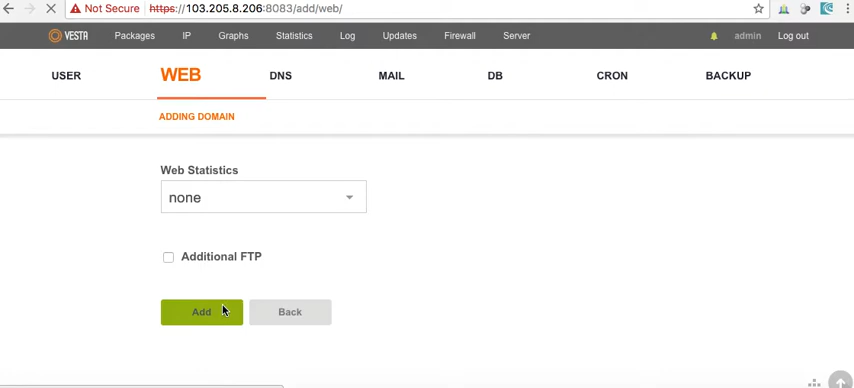 Not Secure https://103.205.8.206:8083/add/web/
VESTA Packages IP Graphs Statistics Log Updates Firewall Server admin Log out
USER WEB DNS MAIL DB CRON BACKUP
ADDING DOMAIN
Web Statistics
none
Additional FTP
Add Back